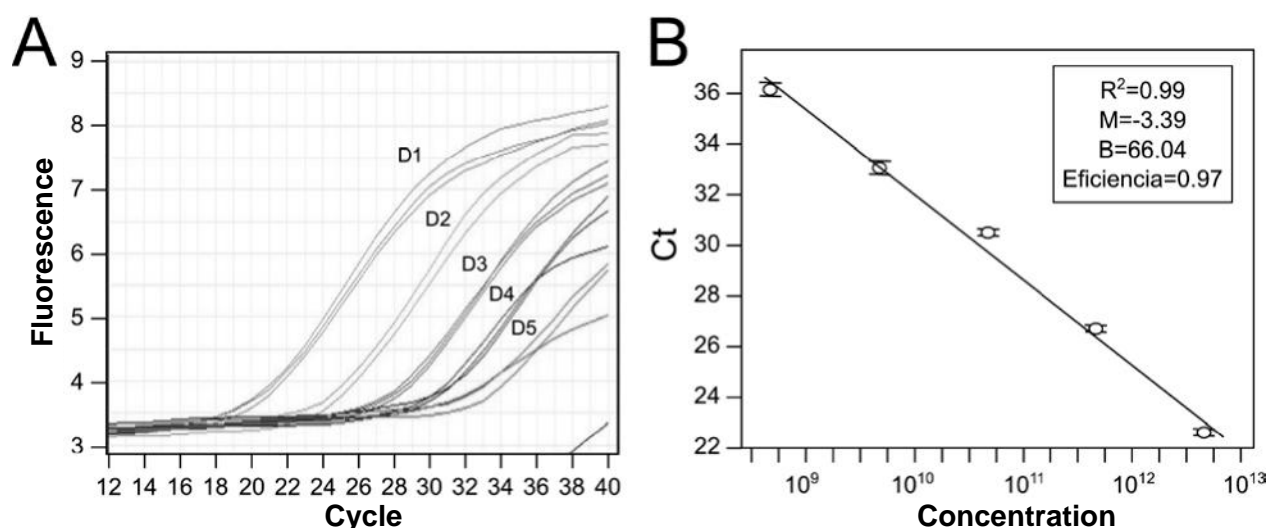 A
9
8
7
6
5
4
3
Fluorescence
D1
D2
D3
D4
D5
12 14 16 18 20 22 24 26 28 30 32 34 36 38 40
Cycle
B
36
34
32
30
28
26
24
22
Ct
R²=0.99
M=-3.39
B=66.04
Eficiencia=0.97
10⁹ 10¹⁰ 10¹¹ 10¹² 10¹³
Concentration